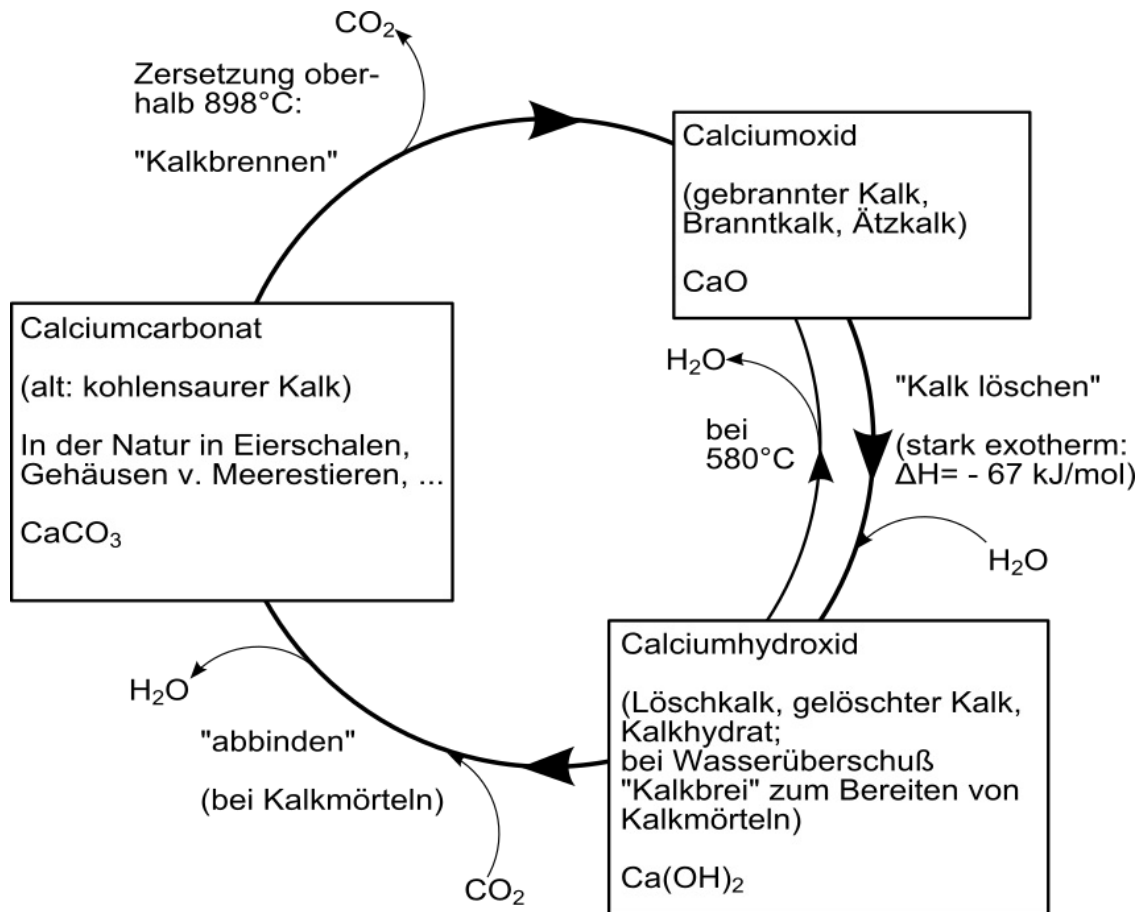 CO₂
Zersetzung ober-
halb 898°C:
"Kalkbrennen"
Calciumoxid
(gebrannter Kalk,
Branntkalk, Ätzkalk)
CaO
Calciumcarbonat
(alt: kohlensaurer Kalk)
In der Natur in Eierschalen,
Gehäusen v. Meerestieren, ...
CaCO₃
H₂O
bei
580°C
"Kalk löschen"
(stark exotherm:
ΔH= - 67 kJ/mol)
H₂O
Calciumhydroxid
(Löschkalk, gelöschter Kalk,
Kalkhydrat;
bei Wasserüberschuß
"Kalkbrei" zum Bereiten von
Kalkmörteln)
Ca(OH)₂
H₂O
"abbinden"
(bei Kalkmörteln)
CO₂